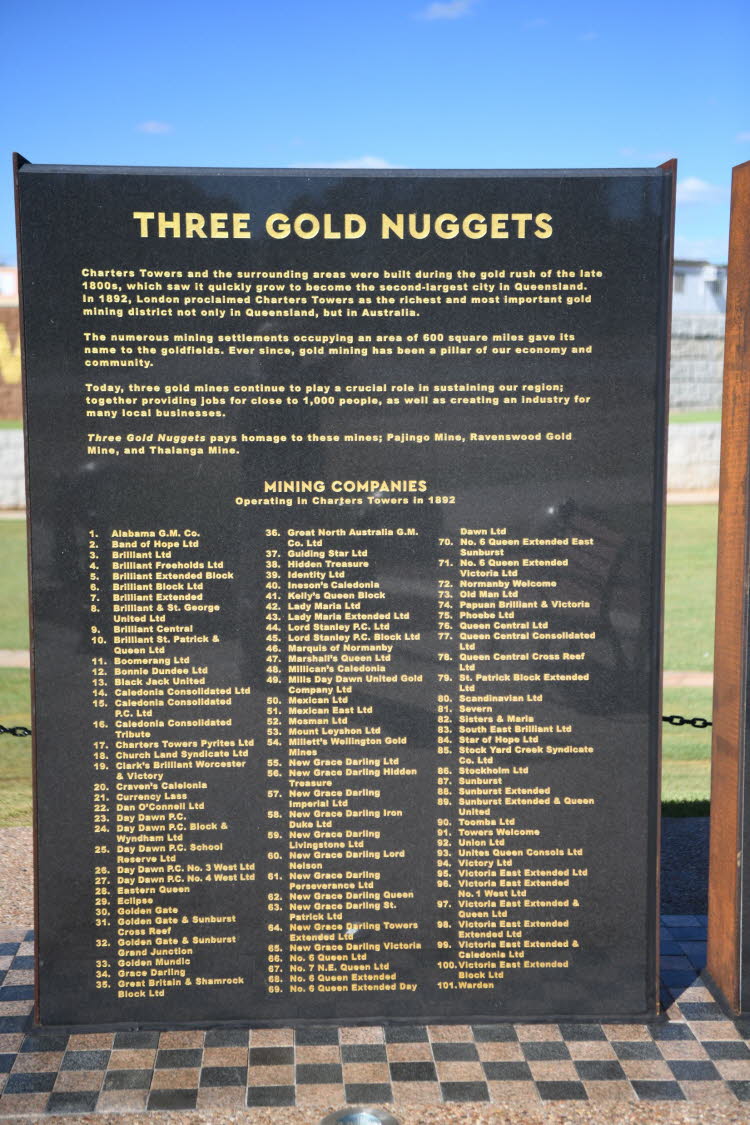 THREE GOLD NUGGETS
Charters Towers and the surrounding areas were built during the gold rush of the late
1800s, which saw it quickly grow to become the second-largest city in Queensland.
In 1892, London proclaimed Charters Towers as the richest and most important gold
mining district not only in Queensland, but in Australia.
The numerous mining settlements occupying an area of 600 square miles gave its
name to the goldfields. Ever since, gold mining has been a pillar of our economy and
community.
Today, three gold mines continue to play a crucial role in sustaining our region;
together providing jobs for close to 1,000 people, as well as creating an industry for
many local businesses.
Three Gold Nuggets pays homage to these mines; Pajingo Mine, Ravenswood Gold
Mine, and Thalanga Mine.
MINING COMPANIES
Operating in Charters Towers in 1892
1. Alabama G.M. Co.
2. Band of Hope Ltd
3. Brilliant Ltd
4. Brilliant Freeholds Ltd
5. Brilliant Extended Block
6. Brilliant Block Ltd
7. Brilliant Extended
8. Brilliant & St. George
United Ltd
9. Brilliant Central
10. Brilliant St. Patrick &
Queen Ltd
11. Boomerang Ltd
12. Bonnie Dundee Ltd
13. Black Jack United
14. Caledonia Consolidated Ltd
15. Caledonia Consolidated
P.C. Ltd
16. Caledonia Consolidated
Tribute
17. Charters Towers Pyrites Ltd
18. Church Land Syndicate Ltd
19. Clark's Brilliant Worcester
& Victory
20. Craven's Caleionia
21. Currency Lass
22. Dan O'Connell Ltd
23. Day Dawn P.C.
24. Day Dawn P.C. Block &
Wyndham Ltd
25. Day Dawn P.C. School
Reserve Ltd
26. Day Dawn P.C. No. 3 West Ltd
27. Day Dawn P.C. No. 4 West Ltd
28. Eastern Queen
29. Eclipse
30. Golden Gate
31. Golden Gate & Sunburst
Cross Reef
32. Golden Gate & Sunburst
Grand Junction
33. Golden Mundic
34. Grace Darling
35. Great Britain & Shamrock
Block Ltd
36. Great North Australia G.M.
Co. Ltd
37. Guiding Star Ltd
38. Hidden Treasure
39. Identity Ltd
40. Ineson's Caledonia
41. Kelly's Queen Block
42. Lady Maria Ltd
43. Lady Maria Extended Ltd
44. Lord Stanley P.C. Ltd
45. Lord Stanley P.C. Block Ltd
46. Marquis of Normanby
47. Marshall's Queen Ltd
48. Millican's Caledonia
49. Mills Day Dawn United Gold
Company Ltd
50. Mexican Ltd
51. Mexican East Ltd
52. Mosman Ltd
53. Mount Leyshon Ltd
54. Millett's Wellington Gold
Mines
55. New Grace Darling Ltd
56. New Grace Darling Hidden
Treasure
57. New Grace Darling
Imperial Ltd
58. New Grace Darling Iron
Duke Ltd
59. New Grace Darling
Livingstone Ltd
60. New Grace Darling Lord
Nelson
61. New Grace Darling
Perseverance Ltd
62. New Grace Darling Queen
63. New Grace Darling St.
Patrick Ltd
64. New Grace Darling Towers
Extended Ltd
65. New Grace Darling Victoria
66. No. 6 Queen Ltd
67. No. 7 N.E. Queen Ltd
68. No. 6 Queen Extended
69. No. 6 Queen Extended Day
Dawn Ltd
70. No. 6 Queen Extended East
Sunburst
71. No. 6 Queen Extended
Victoria Ltd
72. Normanby Welcome
73. Old Man Ltd
74. Papuan Brilliant & Victoria
75. Phoebe Ltd
76. Queen Central Ltd
77. Queen Central Consolidated
Ltd
78. Queen Central Cross Reef
Ltd
79. St. Patrick Block Extended
Ltd
80. Scandinavian Ltd
81. Severn
82. Sisters & Maria
83. South East Brilliant Ltd
84. Star of Hope Ltd
85. Stock Yard Creek Syndicate
Co. Ltd
86. Stockholm Ltd
87. Sunburst
88. Sunburst Extended
89. Sunburst Extended & Queen
United
90. Toomba Ltd
91. Towers Welcome
92. Union Ltd
93. Unites Queen Consols Ltd
94. Victory Ltd
95. Victoria East Extended Ltd
96. Victoria East Extended
No. 1 West Ltd
97. Victoria East Extended &
Queen Ltd
98. Victoria East Extended
Extended Ltd
99. Victoria East Extended &
Caledonia Ltd
100. Victoria East Extended
Block Ltd
101. Warden